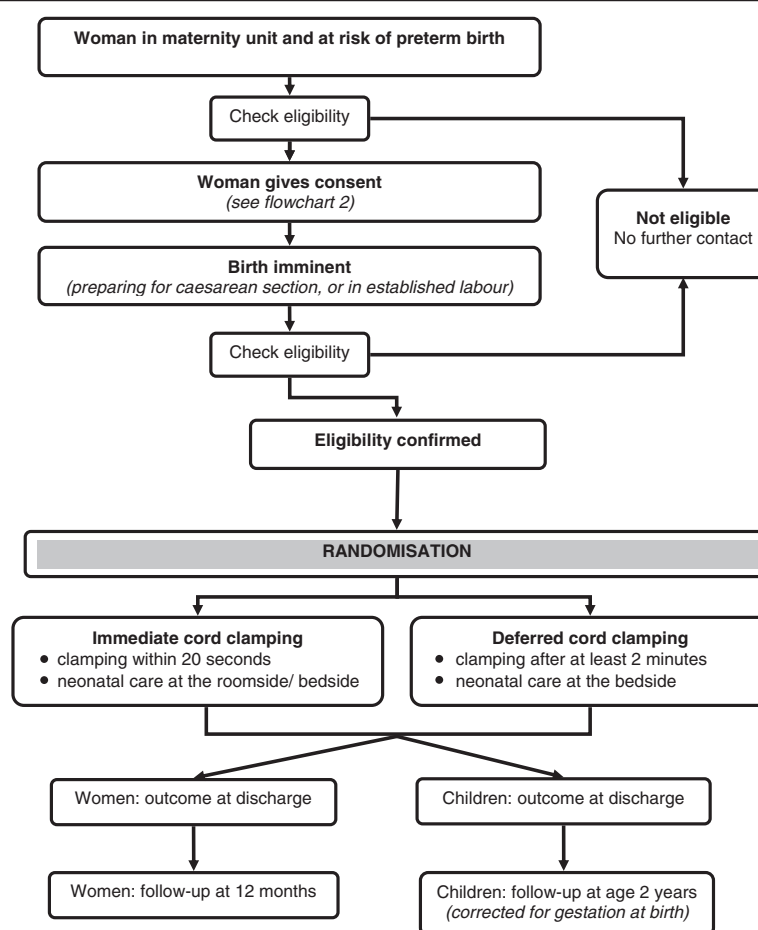 Woman in maternity unit and at risk of preterm birth
Check eligibility
Woman gives consent
(see flowchart 2)
Not eligible
No further contact
Birth imminent
(preparing for caesarean section, or in established labour)
Check eligibility
Eligibility confirmed
RANDOMISATION
Immediate cord clamping
• clamping within 20 seconds
• neonatal care at the roomside/ bedside
Deferred cord clamping
• clamping after at least 2 minutes
• neonatal care at the bedside
Women: outcome at discharge
Children: outcome at discharge
Women: follow-up at 12 months
Children: follow-up at age 2 years
(corrected for gestation at birth)